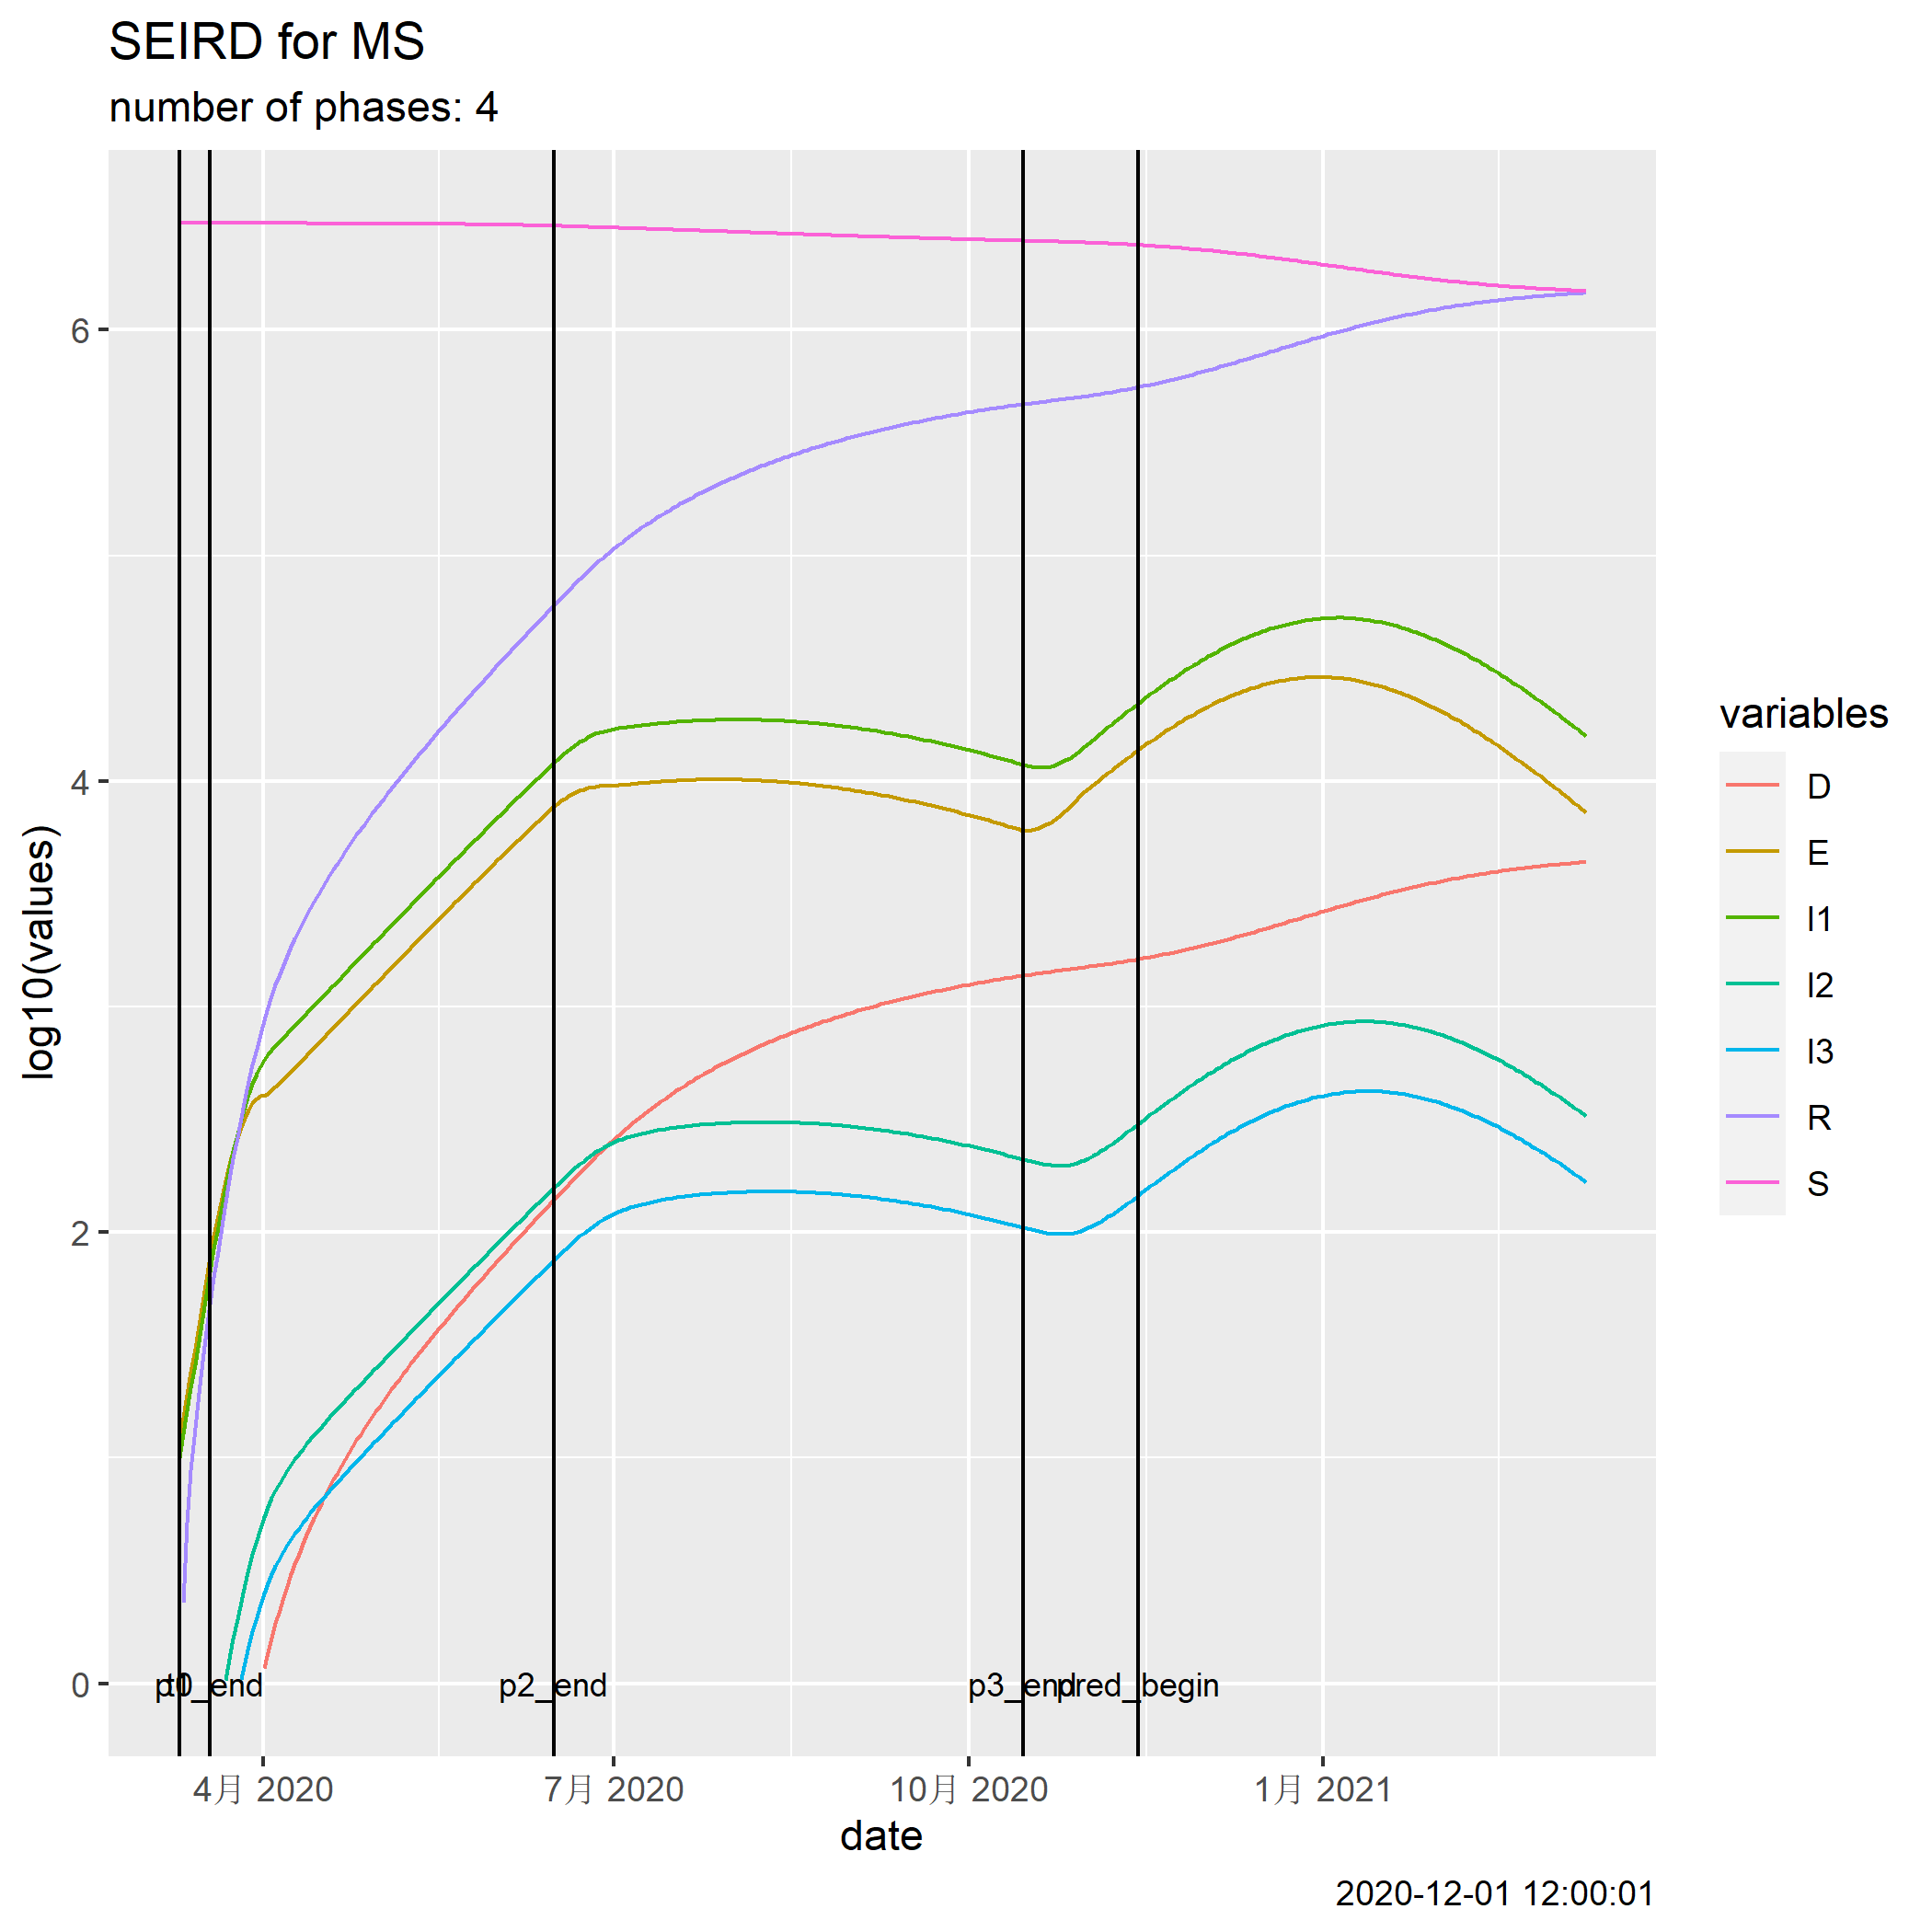 SEIRD for MS
number of phases: 4
log10(values)
6
4
2
0
t0
p1_end
p2_end
p3_end
pred_begin
4月 2020
7月 2020
10月 2020
1月 2021
date
variables
D
E
I1
I2
I3
R
S
2020-12-01 12:00:01